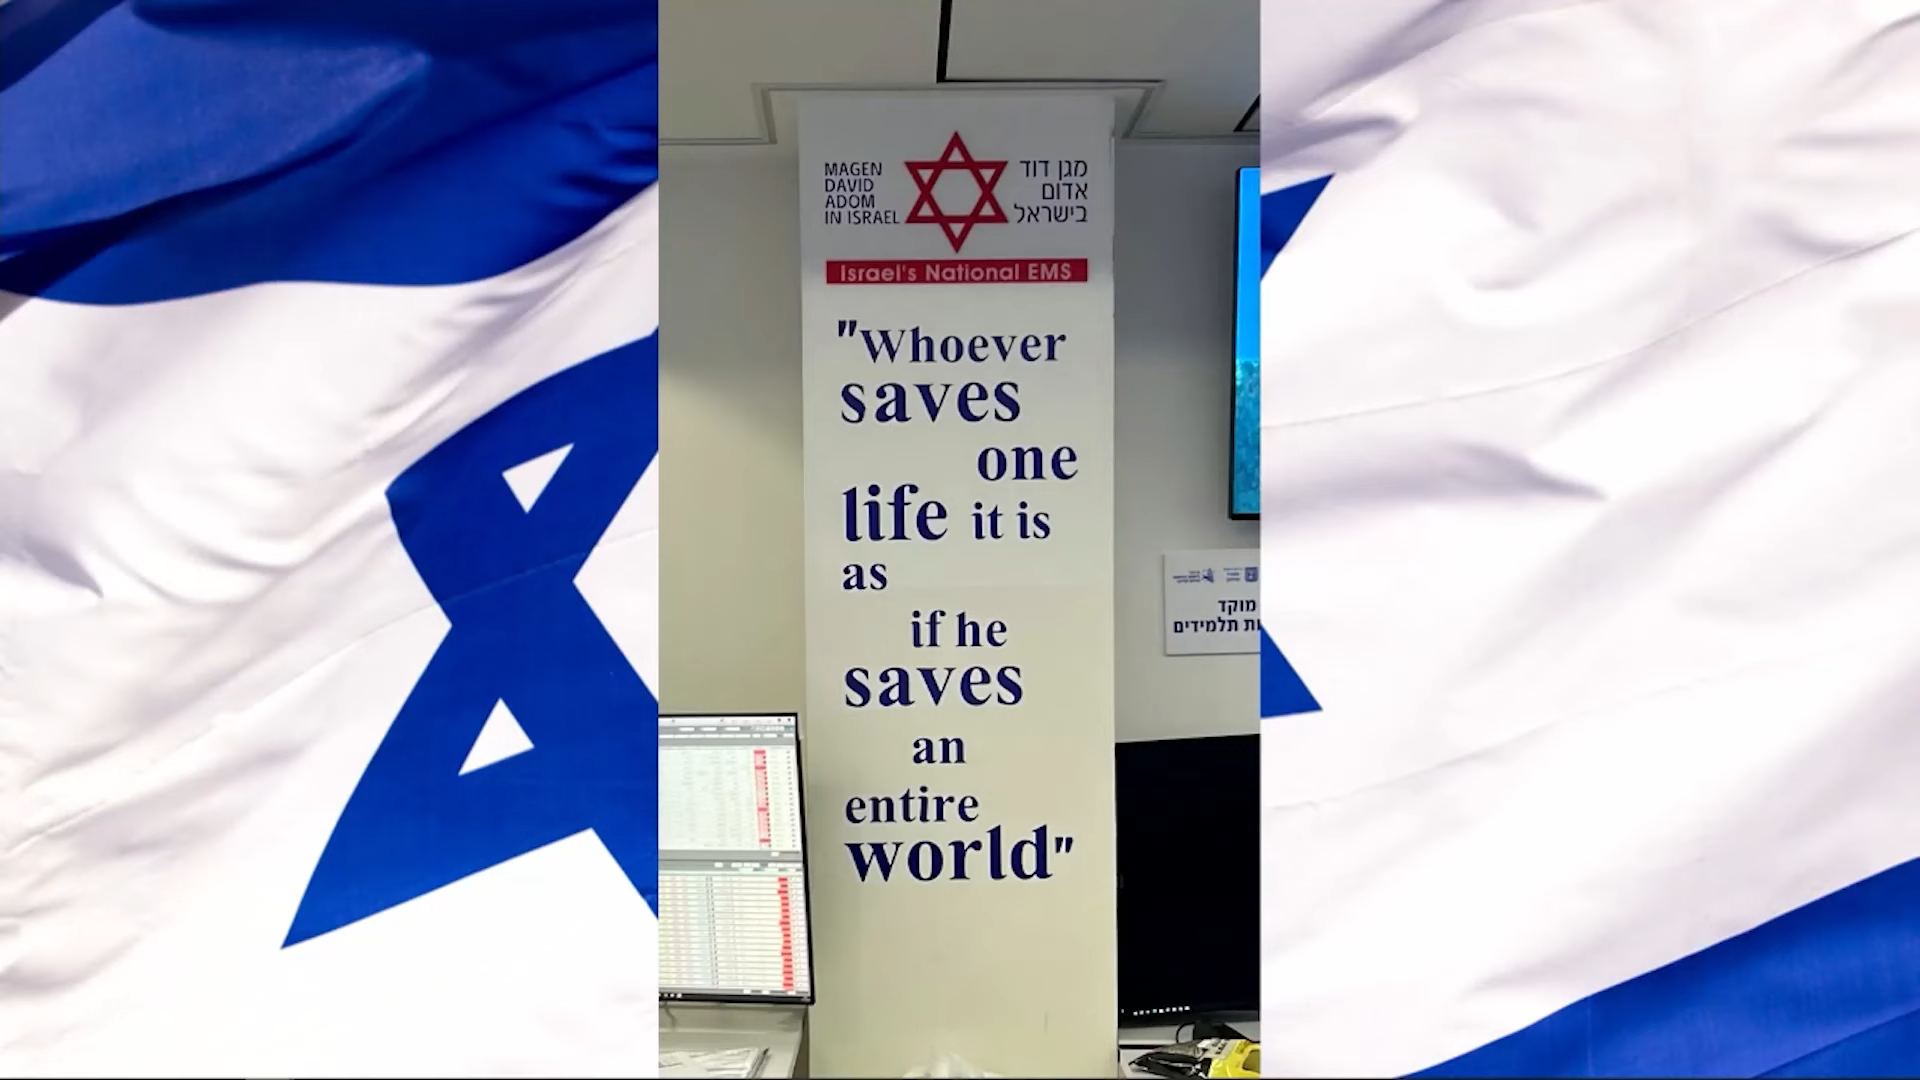 MAGEN
DAVID
ADOM
IN ISRAEL
מגן דוד
אדום
בישראל
Israel's National EMS
"Whoever
saves
one
life it is
as
if he
saves
an
entire
world"
מוקד
תלמידים